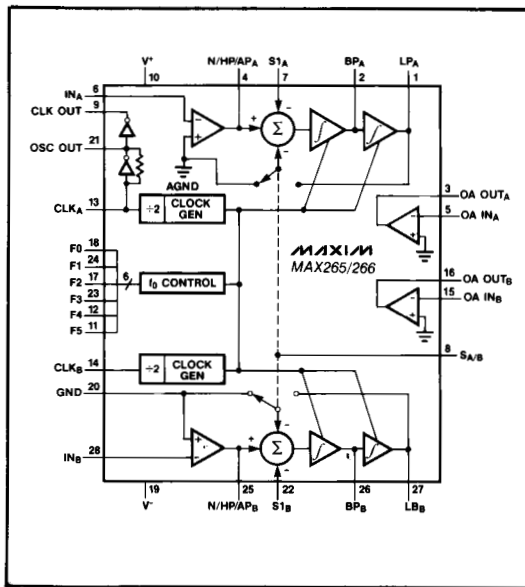 V+ N/HP/APA S1A BPA LPA
10 4 7 2 1
INA 6
CLK OUT 9
OSC OUT 21
+ Σ - -
- +
AGND
CLKA 13 ÷2 CLOCK GEN
3 OA OUTA
5 OA INA
- +
F0 18
F1 24
F2 17 6 f0 CONTROL
F3 23
F4 12
F5 11
MAXIM
MAX265/266
16 OA OUTB
15 OA INB
- +
8 SA/B
CLKB 14 ÷2 CLOCK GEN
GND 20
INB 28
+ -
+ Σ - -
19 25 22 26 27
V- N/HP/APB S1B BPB LBB